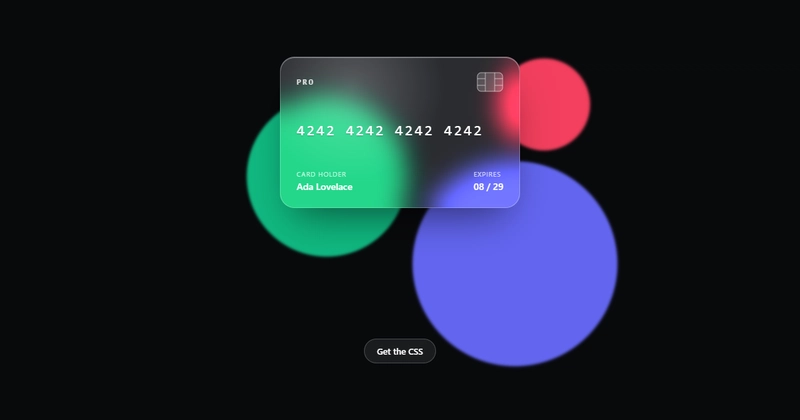 PRO
4242 4242 4242 4242
CARD HOLDER
Ada Lovelace
EXPIRES
08 / 29
Get the CSS